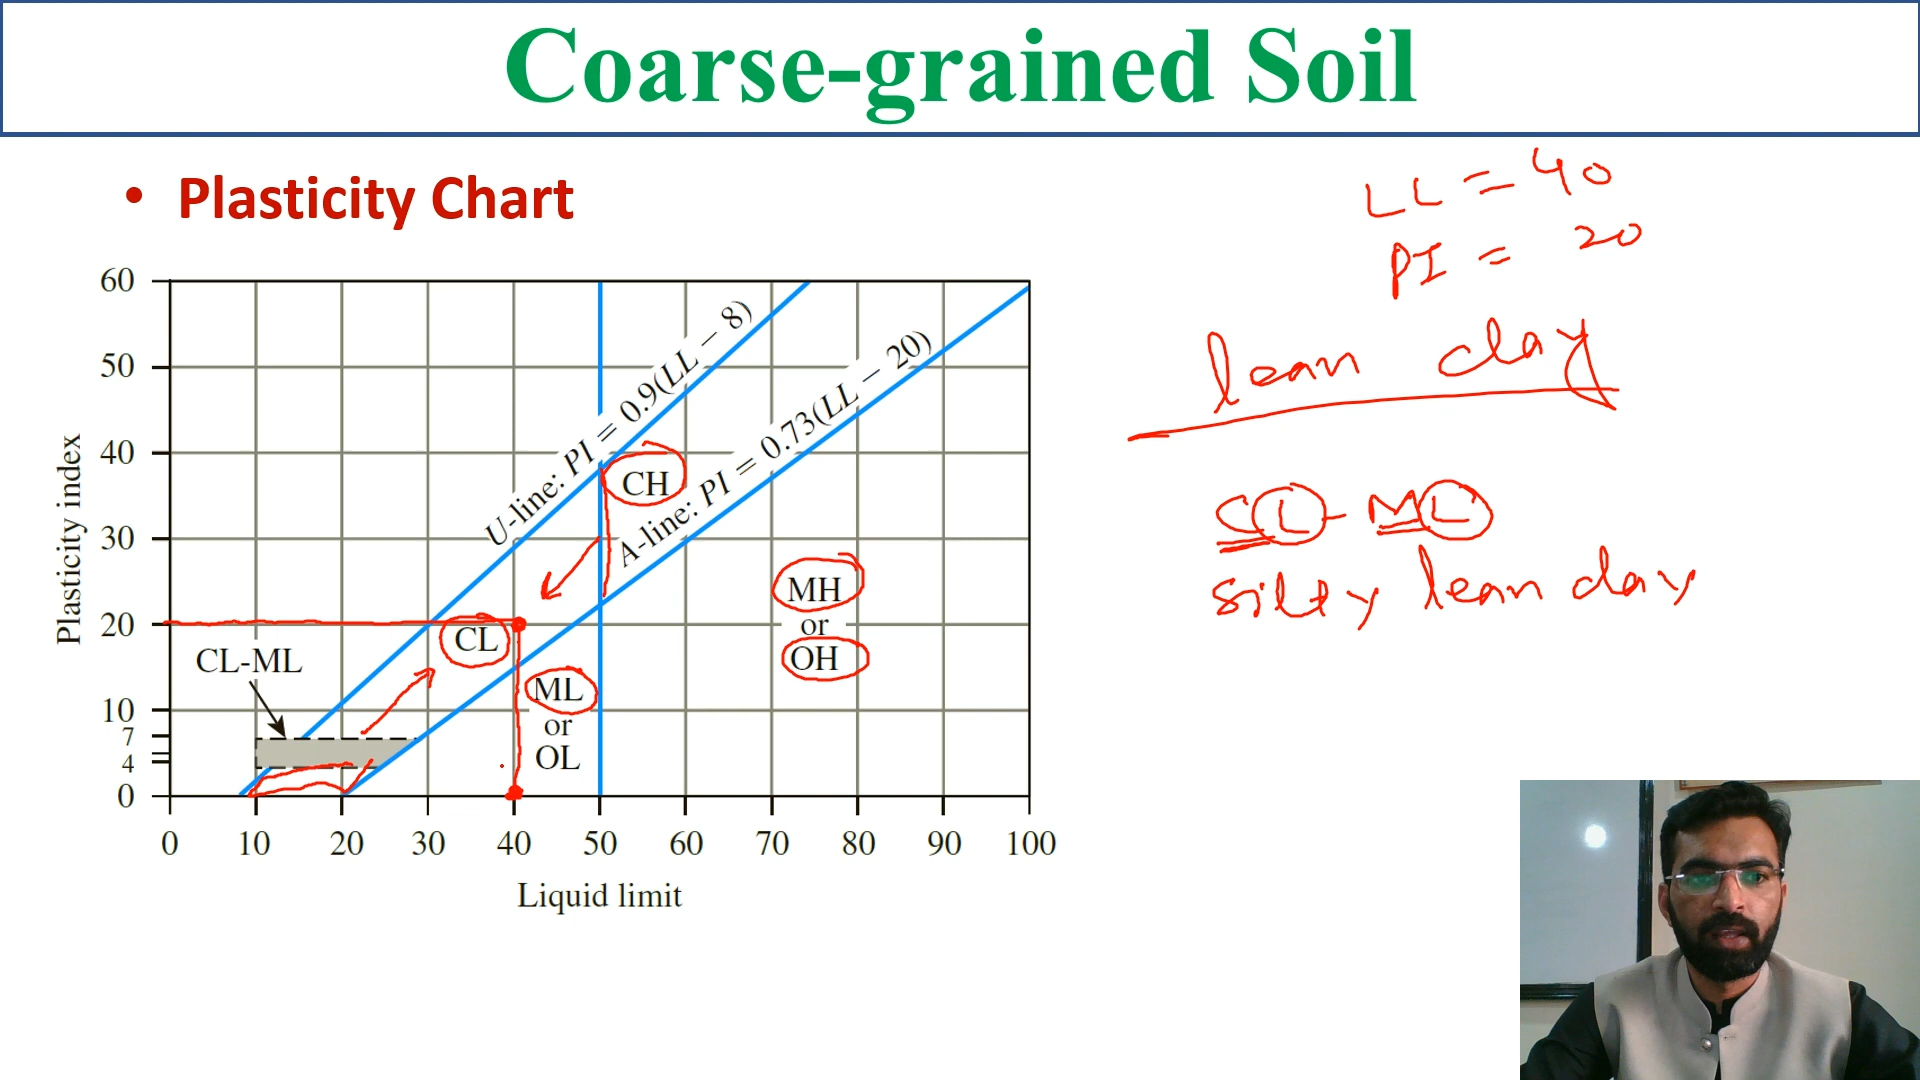 Coarse-grained Soil
• Plasticity Chart
LL = 40
PI = 20
lean clay
CL-ML
silty lean clay
60
50
40
30
20
10
7
4
0
Plasticity index
U-line: PI = 0.9(LL − 8)
A-line: PI = 0.73(LL − 20)
CH
CL
CL-ML
MH
or
OH
ML
or
OL
0 10 20 30 40 50 60 70 80 90 100
Liquid limit